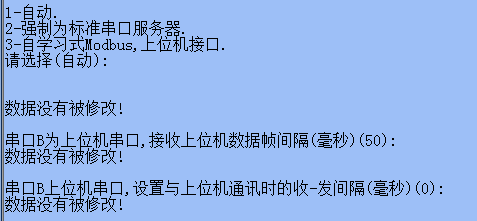 1-自动.
2-强制为标准串口服务器.
3-自学习式Modbus,上位机接口.
请选择(自动):
数据没有被修改!
串口B为上位机串口,接收上位机数据帧间隔(毫秒)(50):
数据没有被修改!
串口B上位机串口,设置与上位机通讯时的收-发间隔(毫秒)(0):
数据没有被修改!